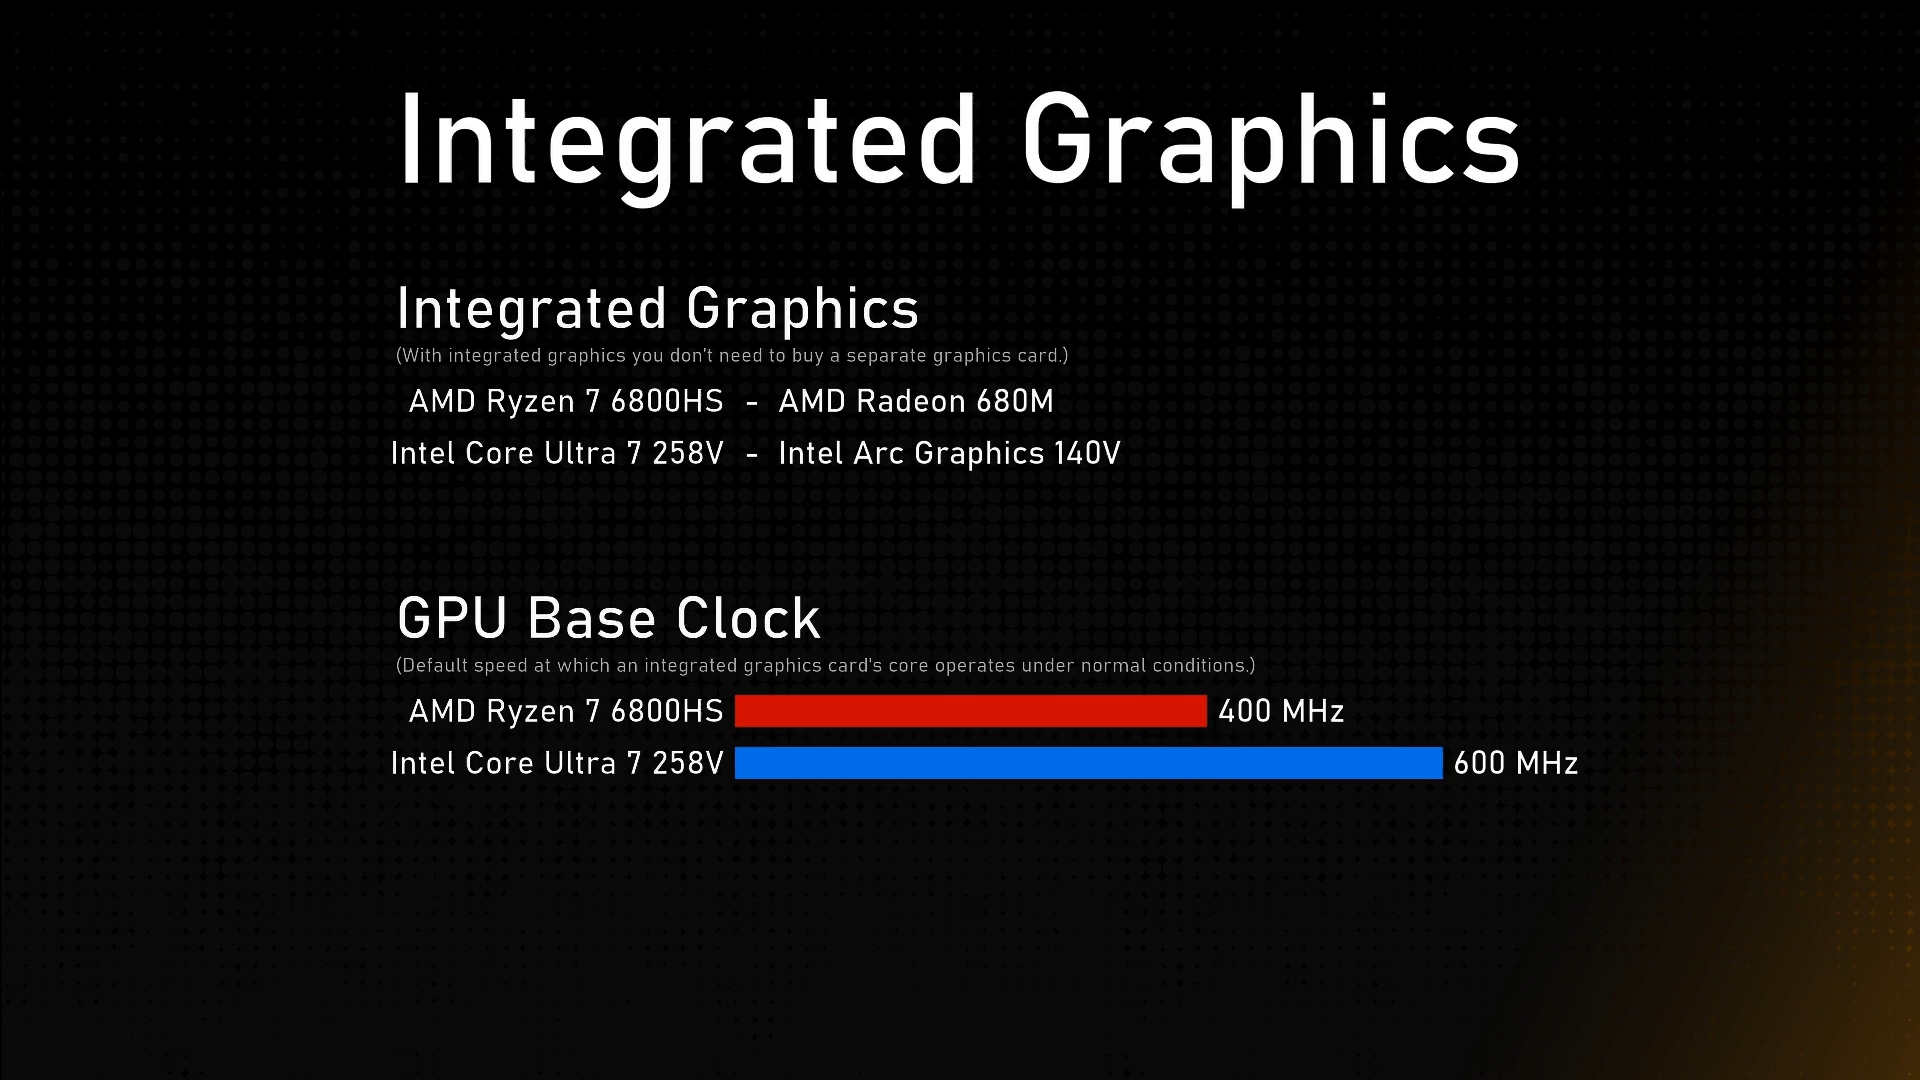 Integrated Graphics
Integrated Graphics
(With integrated graphics you don't need to buy a separate graphics card.)
AMD Ryzen 7 6800HS - AMD Radeon 680M
Intel Core Ultra 7 258V - Intel Arc Graphics 140V
GPU Base Clock
(Default speed at which an integrated graphics card's core operates under normal conditions.)
AMD Ryzen 7 6800HS 400 MHz
Intel Core Ultra 7 258V 600 MHz